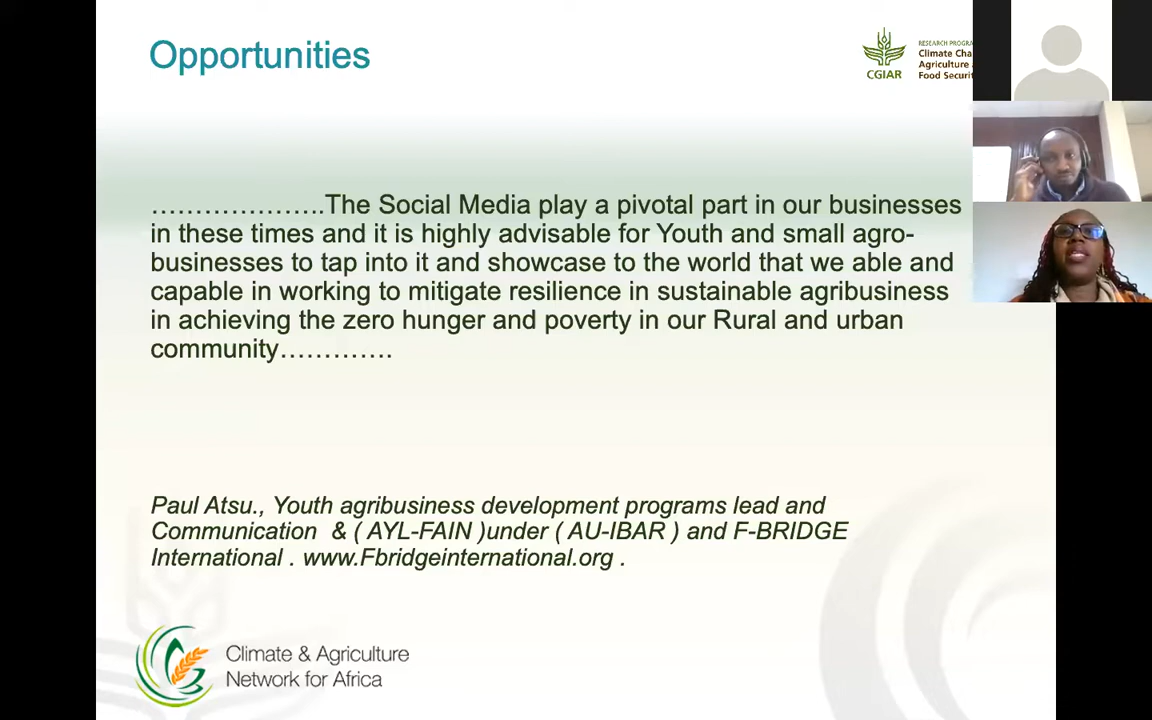 Opportunities
CGIAR
RESEARCH PROGRA
Climate Cha
Agriculture
Food Securit
………………..The Social Media play a pivotal part in our businesses
in these times and it is highly advisable for Youth and small agro-
businesses to tap into it and showcase to the world that we able and
capable in working to mitigate resilience in sustainable agribusiness
in achieving the zero hunger and poverty in our Rural and urban
community………….
Paul Atsu., Youth agribusiness development programs lead and
Communication & ( AYL-FAIN )under ( AU-IBAR ) and F-BRIDGE
International . www.Fbridgeinternational.org .
Climate & Agriculture
Network for Africa